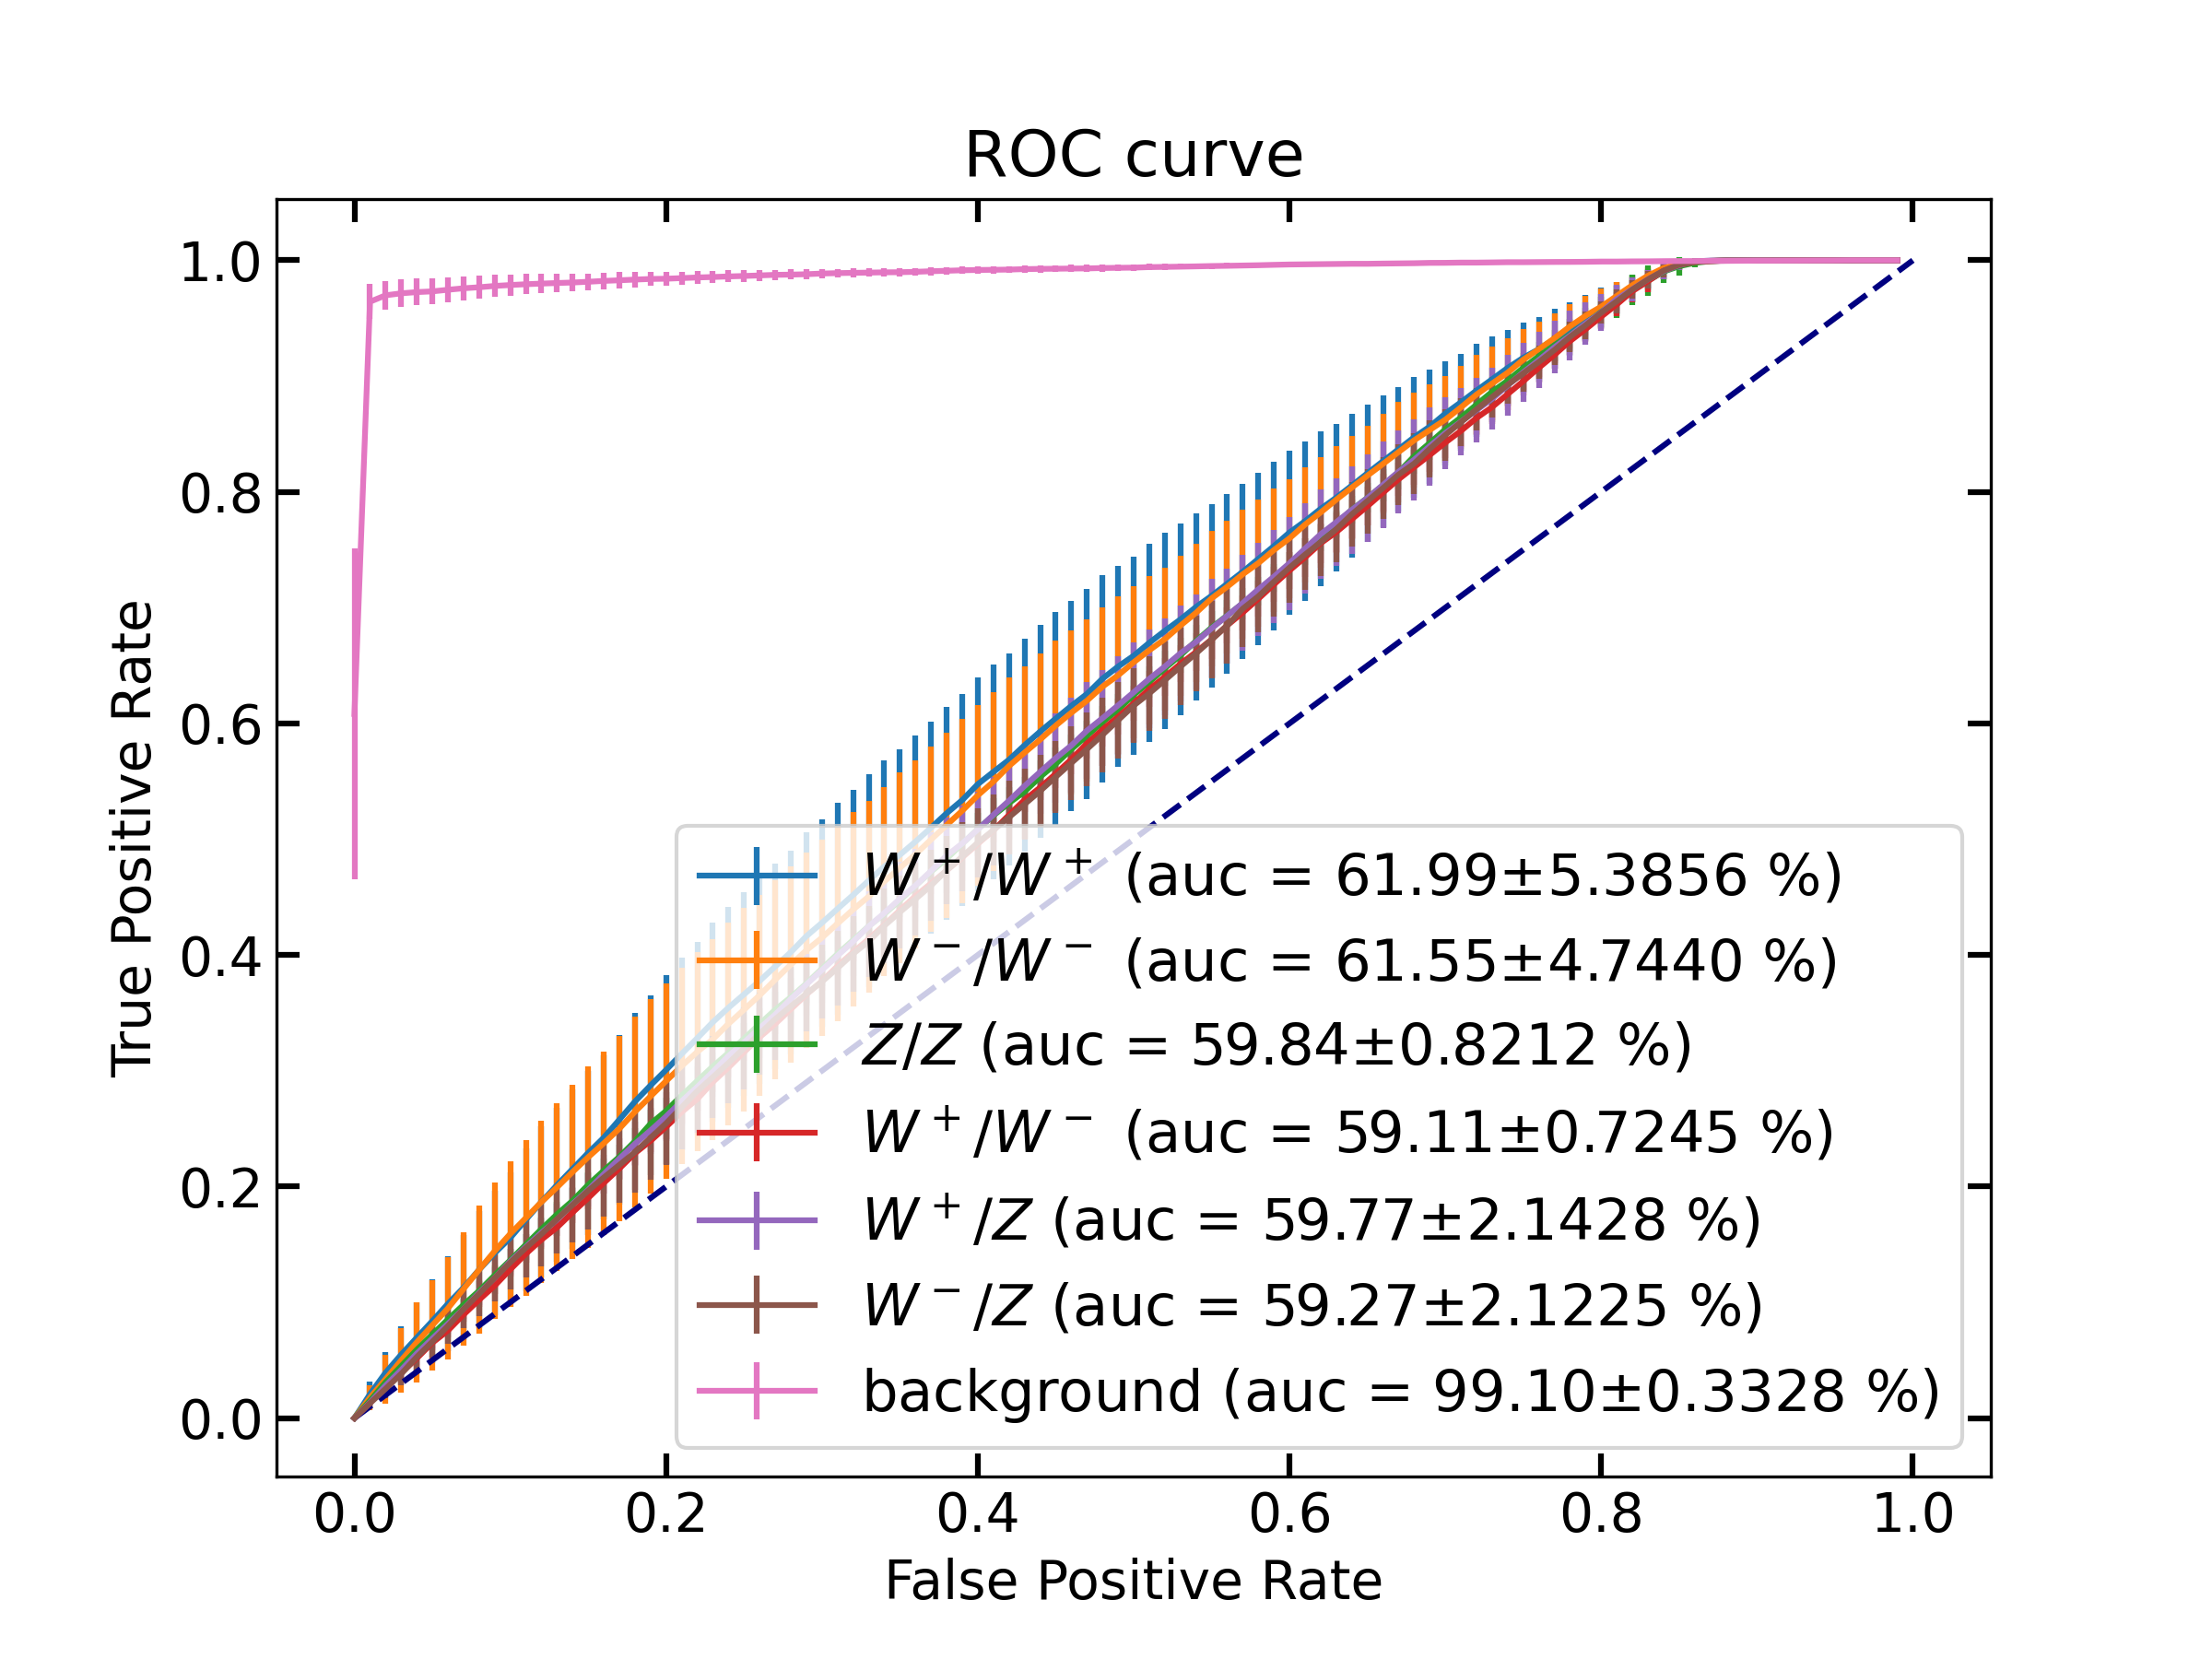 ROC curve
1.0
0.8
0.6
0.4
0.2
0.0
True Positive Rate
W⁺/W⁺ (auc = 61.99±5.3856 %)
W⁻/W⁻ (auc = 61.55±4.7440 %)
Z/Z (auc = 59.84±0.8212 %)
W⁺/W⁻ (auc = 59.11±0.7245 %)
W⁺/Z (auc = 59.77±2.1428 %)
W⁻/Z (auc = 59.27±2.1225 %)
background (auc = 99.10±0.3328 %)
0.0 0.2 0.4 0.6 0.8 1.0
False Positive Rate